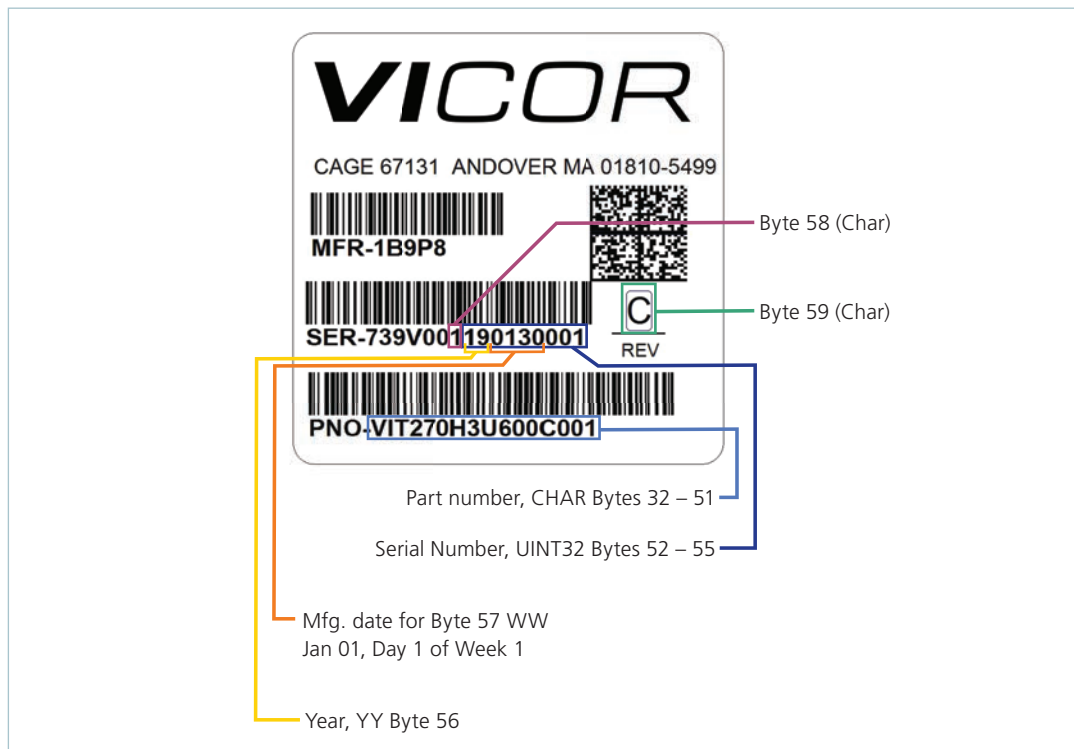 VICOR
CAGE 67131 ANDOVER MA 01810-5499
MFR-1B9P8
Byte 58 (Char)
C
Byte 59 (Char)
SER-739V001190130001
REV
PNO-VIT270H3U600C001
Part number, CHAR Bytes 32 – 51
Serial Number, UINT32 Bytes 52 – 55
Mfg. date for Byte 57 WW
Jan 01, Day 1 of Week 1
Year, YY Byte 56